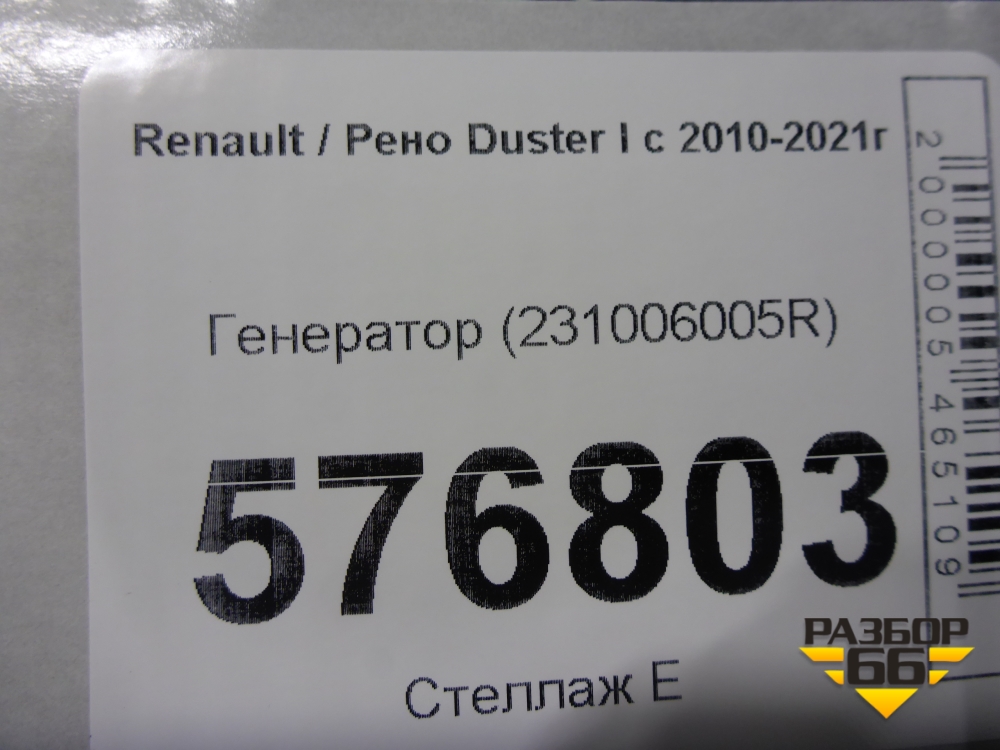 Renault / Рено Duster I с 2010-2021г
Генератор (231006005R)
576803
Стеллаж Е
2000005465109
РАЗБОР
66